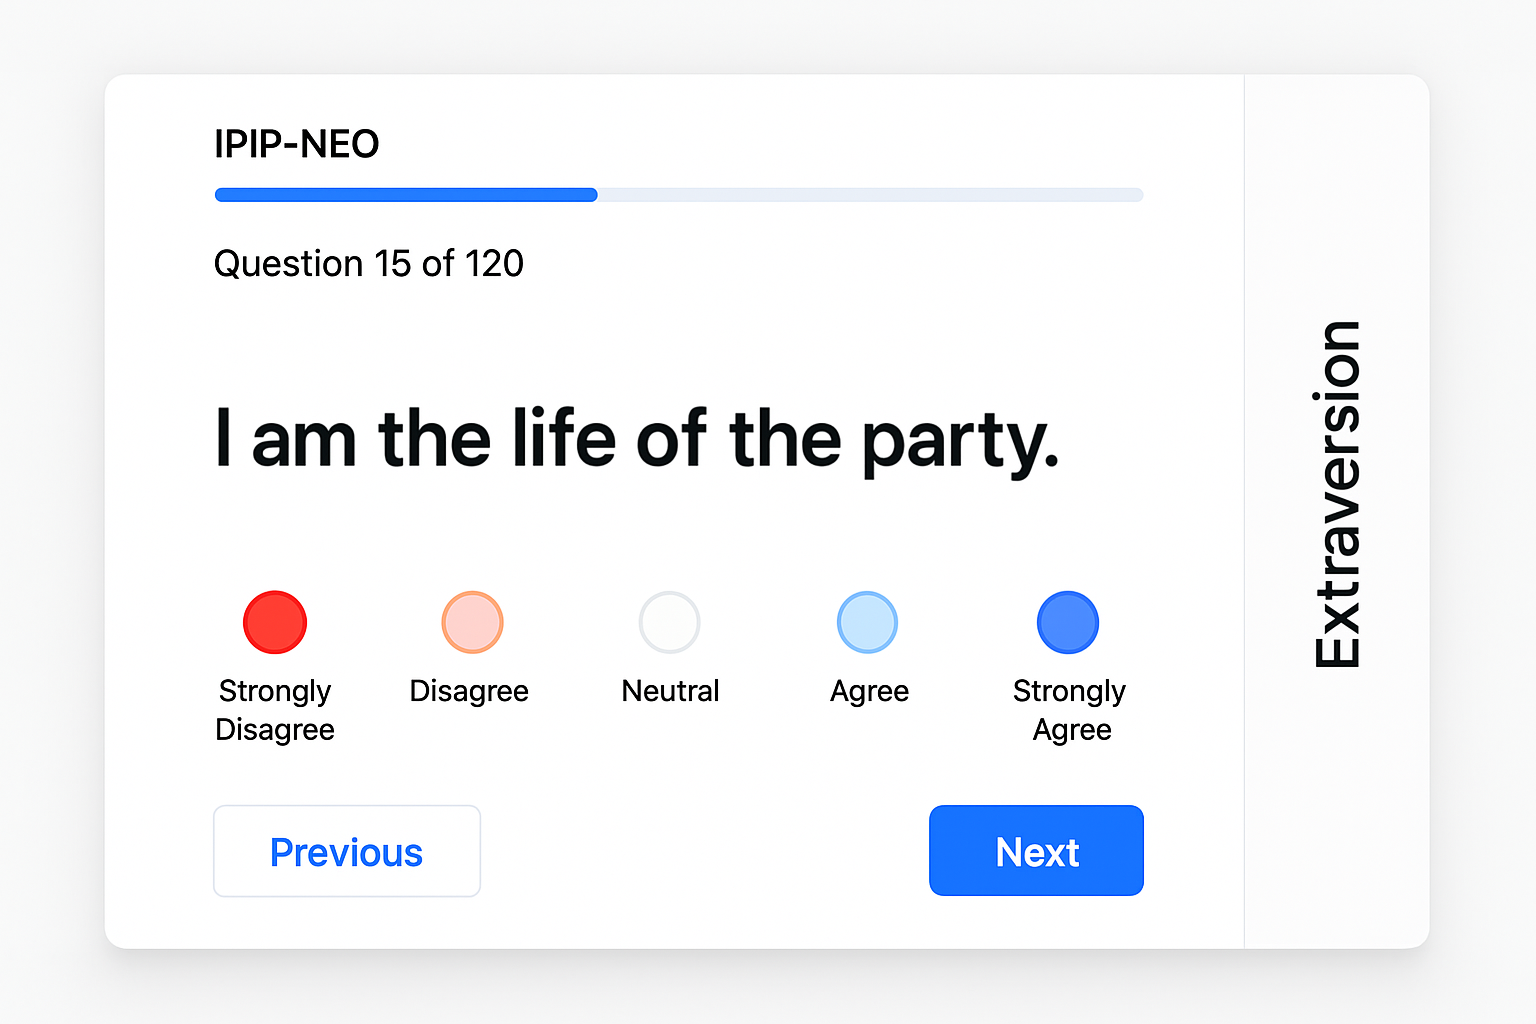 IPIP-NEO
Question 15 of 120
I am the life of the party.
Strongly
Disagree
Disagree
Neutral
Agree
Strongly
Agree
Previous
Next
Extraversion